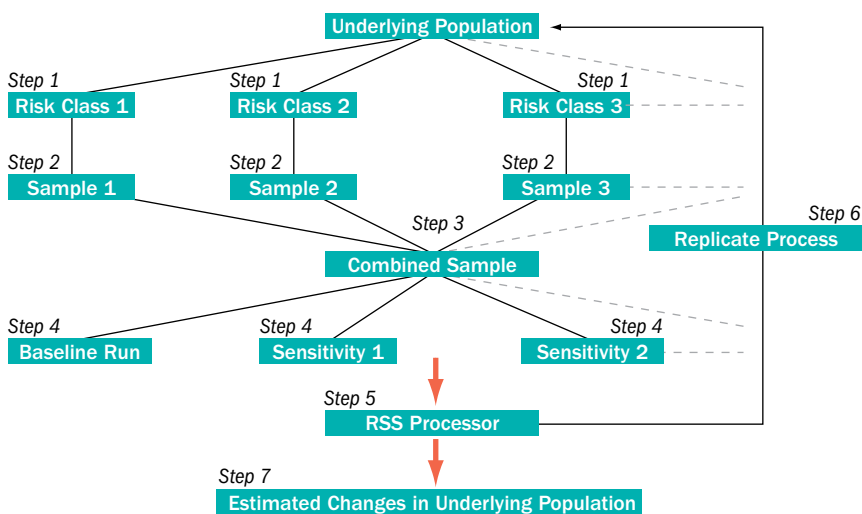 Underlying Population
Step 1 Step 1 Step 1
Risk Class 1 Risk Class 2 Risk Class 3
Step 2 Step 2 Step 2
Sample 1 Sample 2 Sample 3
Step 3
Step 6
Replicate Process
Combined Sample
Step 4 Step 4 Step 4
Baseline Run Sensitivity 1 Sensitivity 2
Step 5
RSS Processor
Step 7
Estimated Changes in Underlying Population